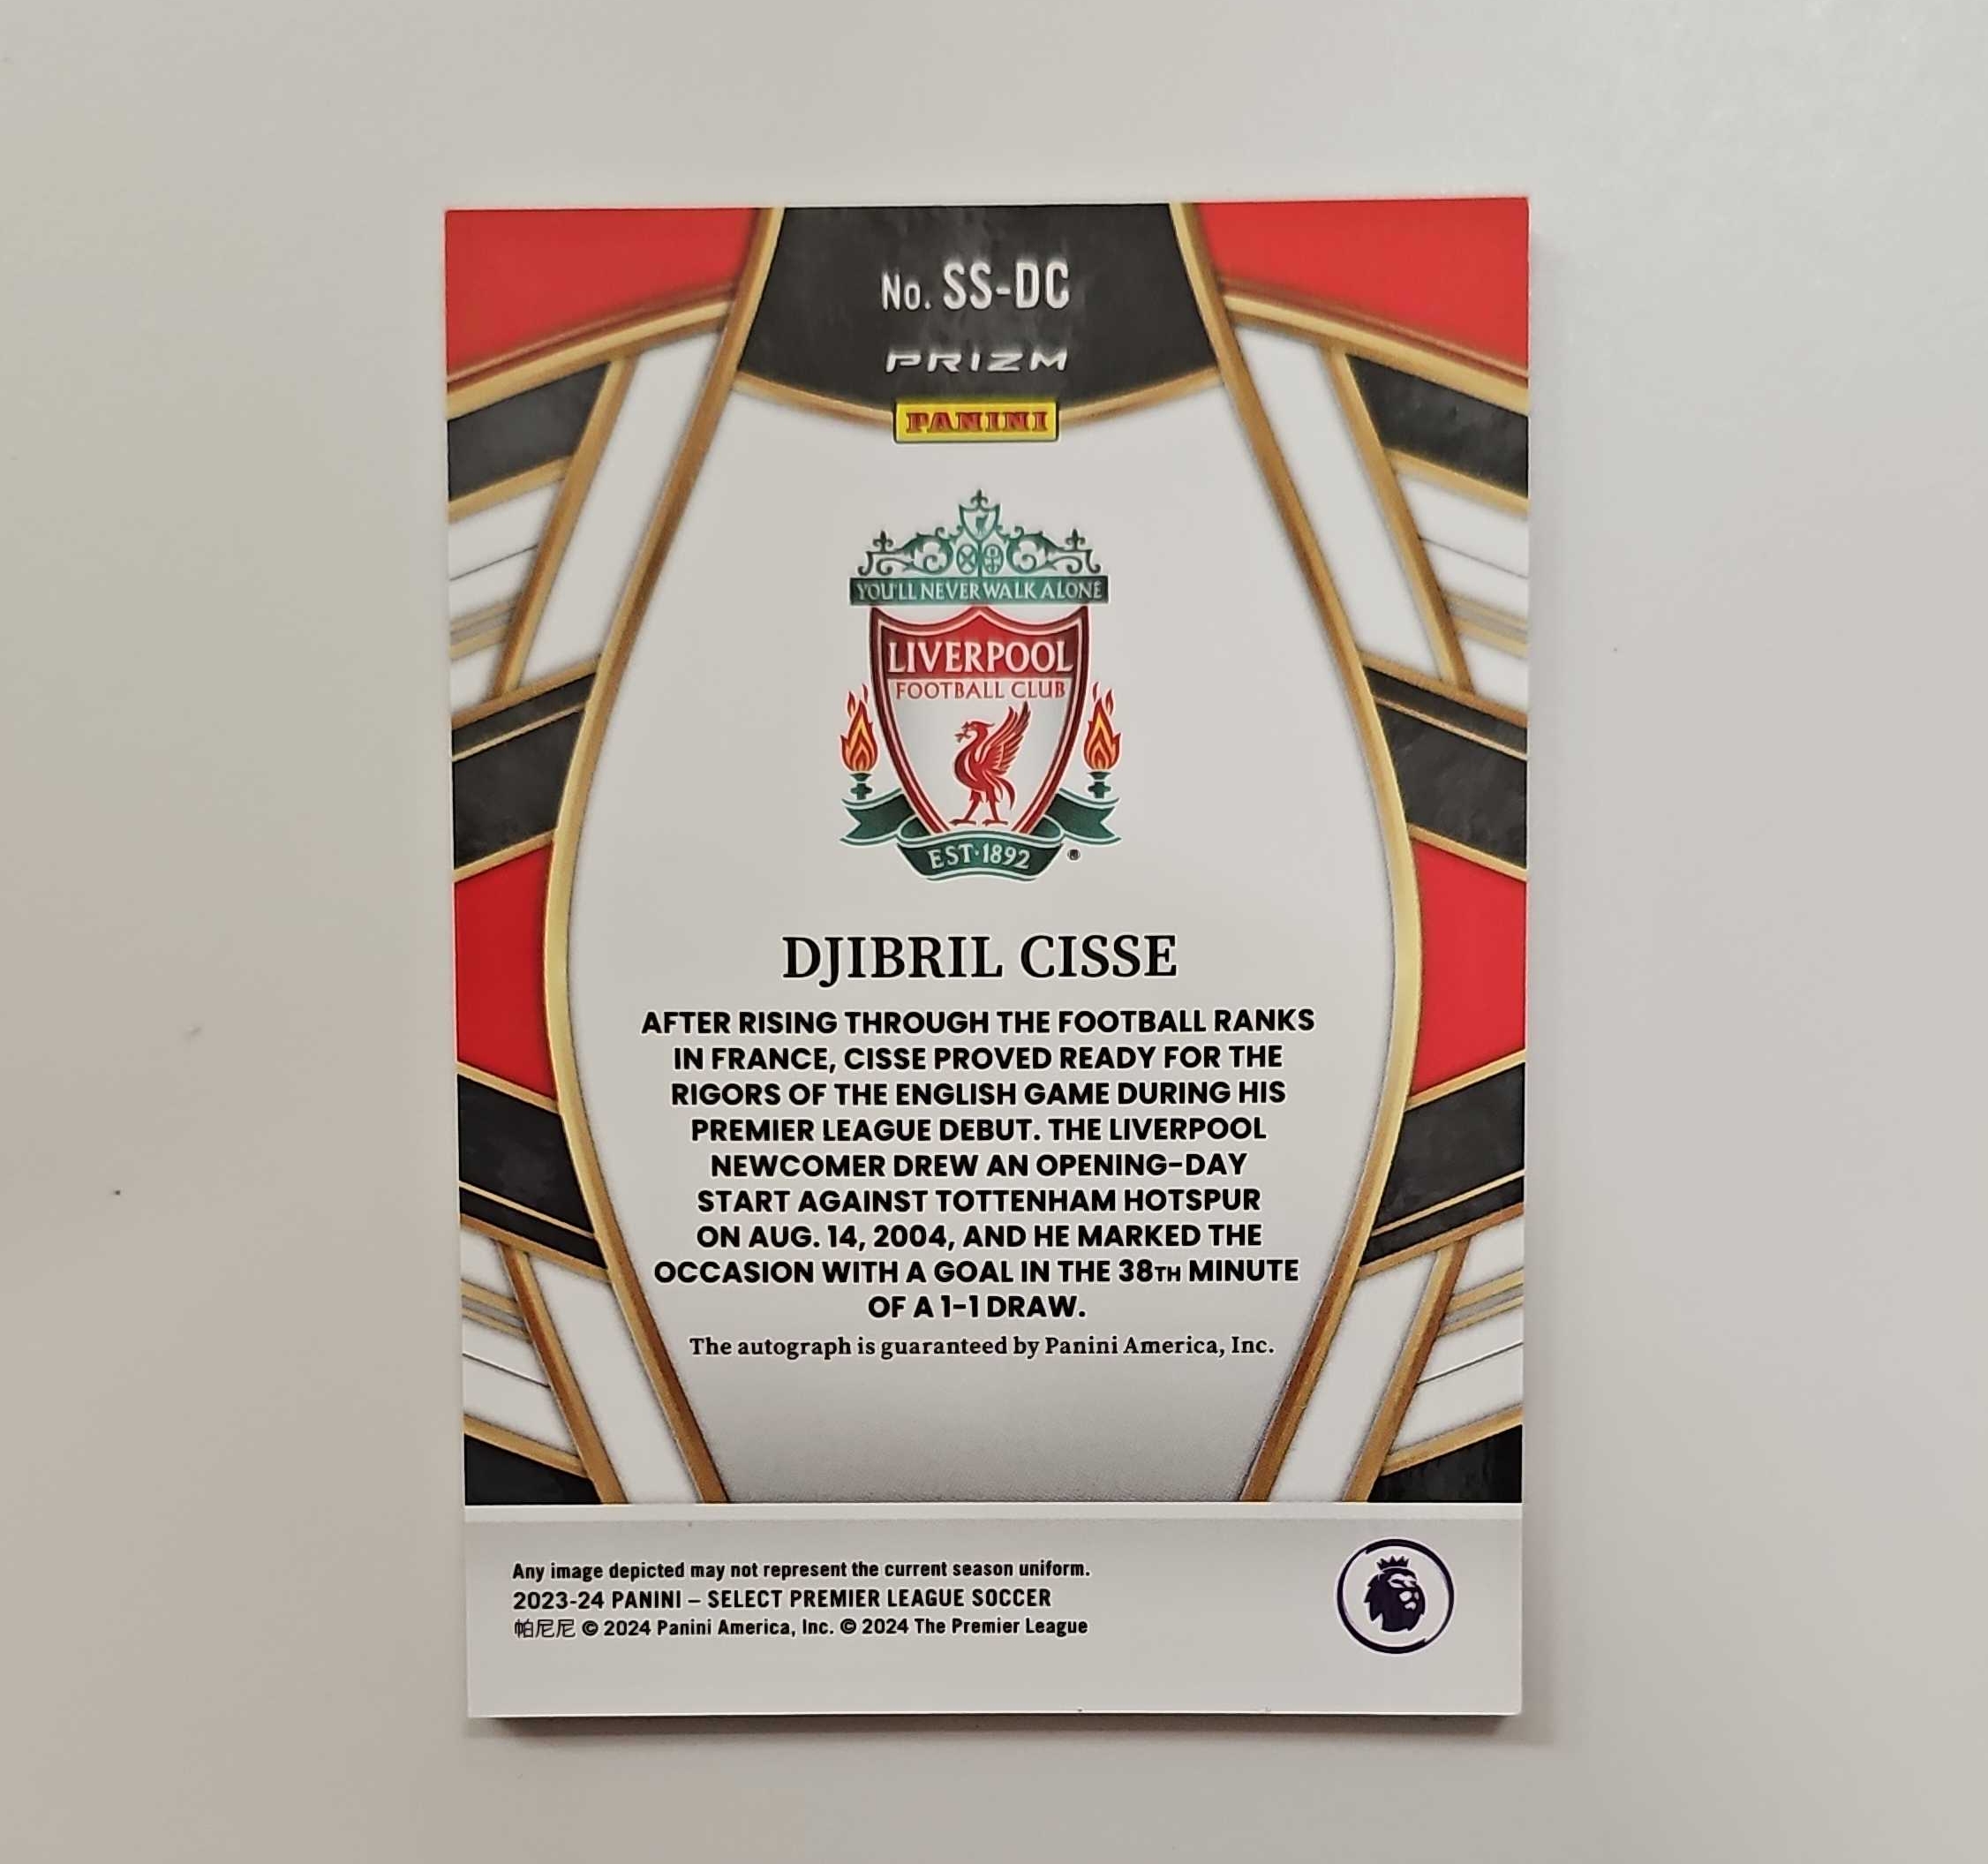 No. SS-DC
PRIZM
PANINI
YOU'LL NEVER WALK ALONE
LIVERPOOL
FOOTBALL CLUB
EST·1892 ®
DJIBRIL CISSE
AFTER RISING THROUGH THE FOOTBALL RANKS
IN FRANCE, CISSE PROVED READY FOR THE
RIGORS OF THE ENGLISH GAME DURING HIS
PREMIER LEAGUE DEBUT. THE LIVERPOOL
NEWCOMER DREW AN OPENING-DAY
START AGAINST TOTTENHAM HOTSPUR
ON AUG. 14, 2004, AND HE MARKED THE
OCCASION WITH A GOAL IN THE 38TH MINUTE
OF A 1-1 DRAW.
The autograph is guaranteed by Panini America, Inc.
Any image depicted may not represent the current season uniform.
2023-24 PANINI – SELECT PREMIER LEAGUE SOCCER
帕尼尼 © 2024 Panini America, Inc. © 2024 The Premier League